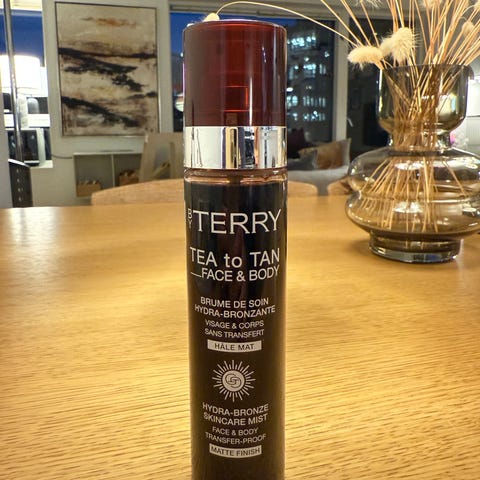 BY TERRY
TEA to TAN
FACE & BODY
BRUME DE SOIN
HYDRA-BRONZANTE
VISAGE & CORPS
SANS TRANSFERT
HÂLE MAT
HYDRA-BRONZE
SKINCARE MIST
FACE & BODY
TRANSFER-PROOF
MATTE FINISH